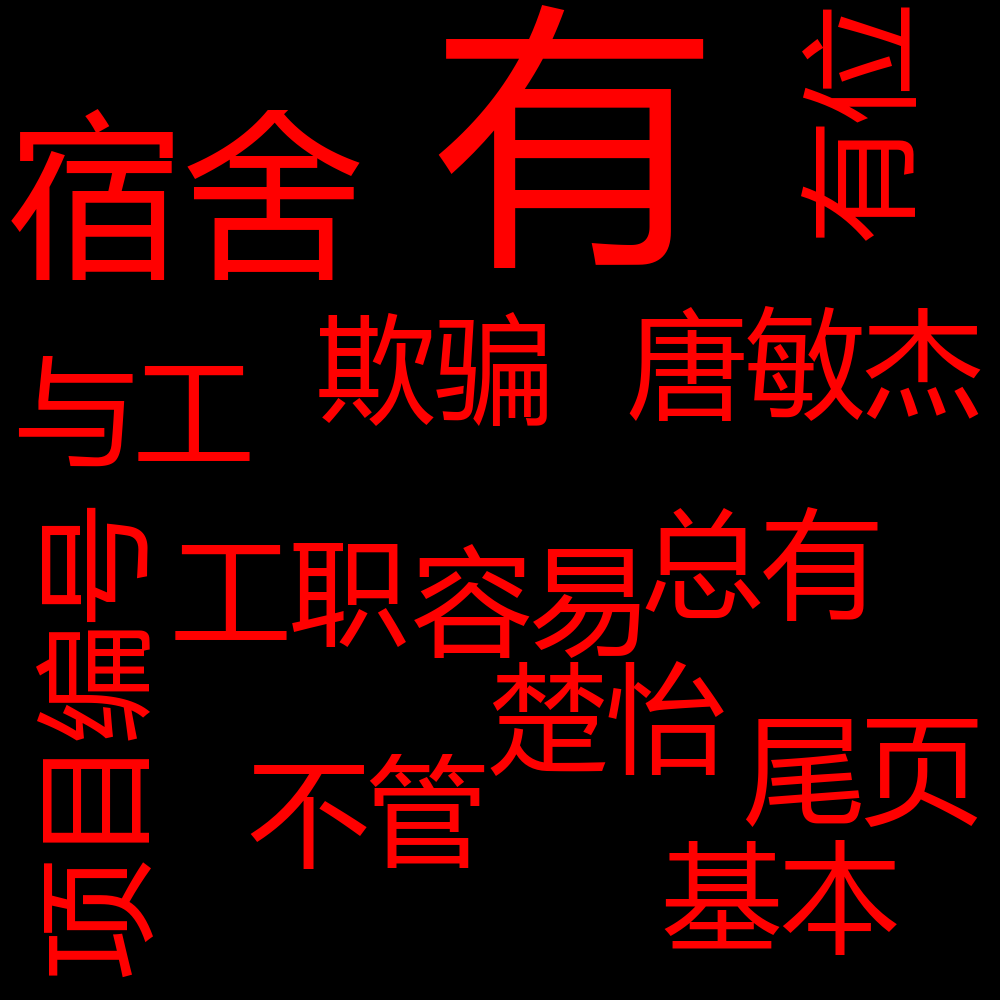 有
有位
宿舍
欺骗
唐敏杰
与工
项目编号
工职
容易
总有
楚怡
尾页
不管
基本